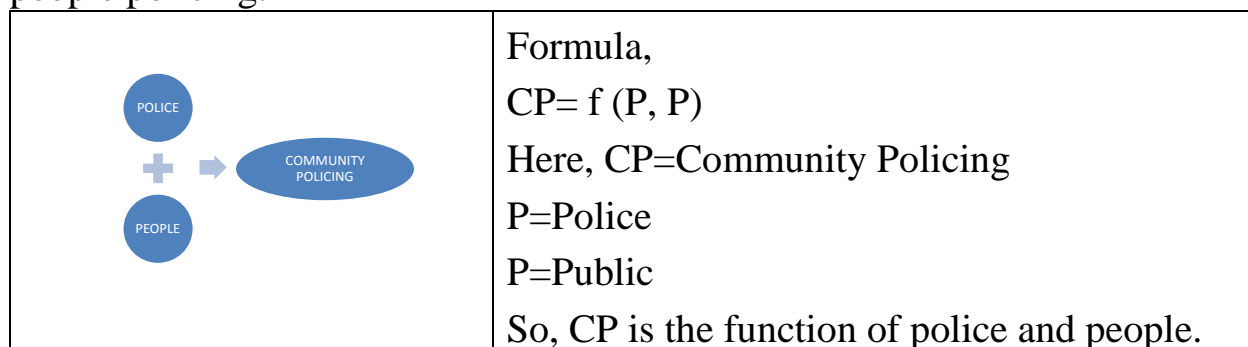 people policing.
POLICE
PEOPLE
COMMUNITY
POLICING
Formula,
CP= f (P, P)
Here, CP=Community Policing
P=Police
P=Public
So, CP is the function of police and people.